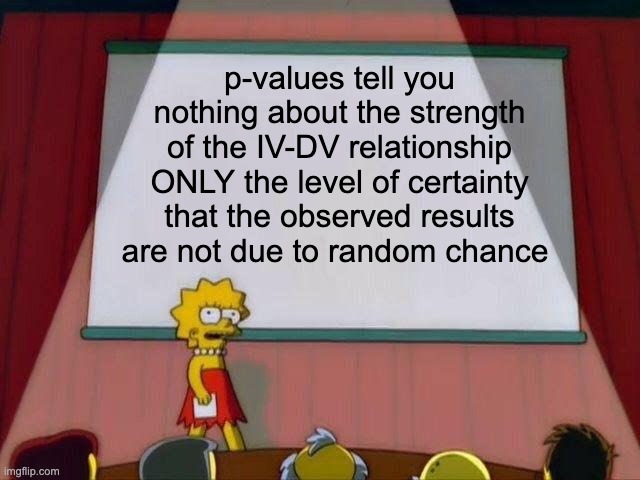 p-values tell you
nothing about the strength
of the IV-DV relationship
ONLY the level of certainty
that the observed results
are not due to random chance
imgflip.com